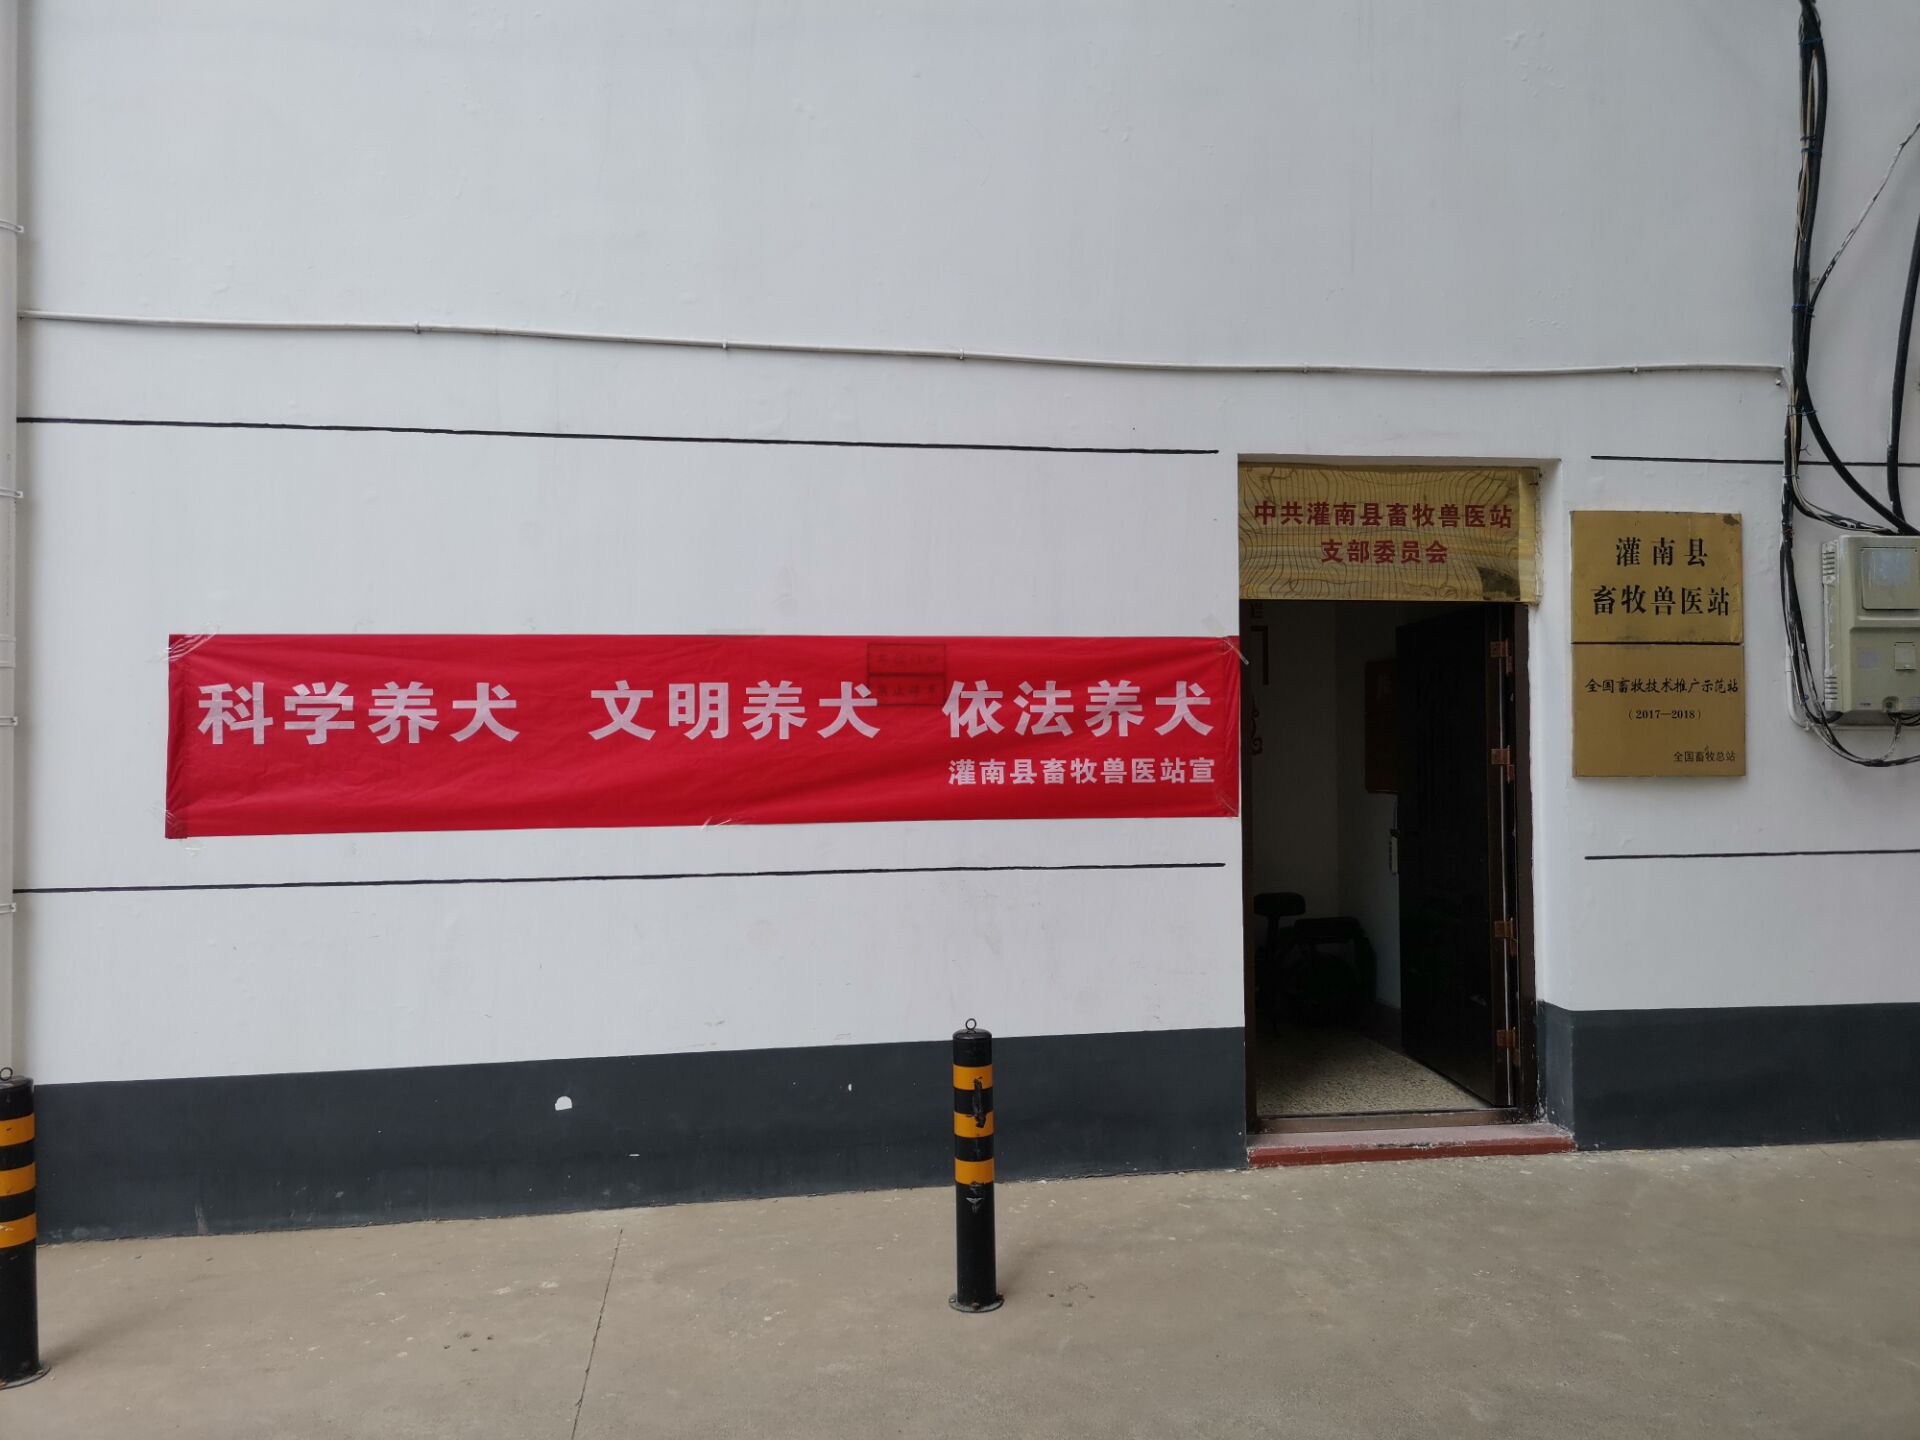 科学养犬 文明养犬 依法养犬
灌南县畜牧兽医站宣
中共灌南县畜牧兽医站
支部委员会
灌南县
畜牧兽医站
全国畜牧技术推广示范站
(2017—2018)
全国畜牧总站